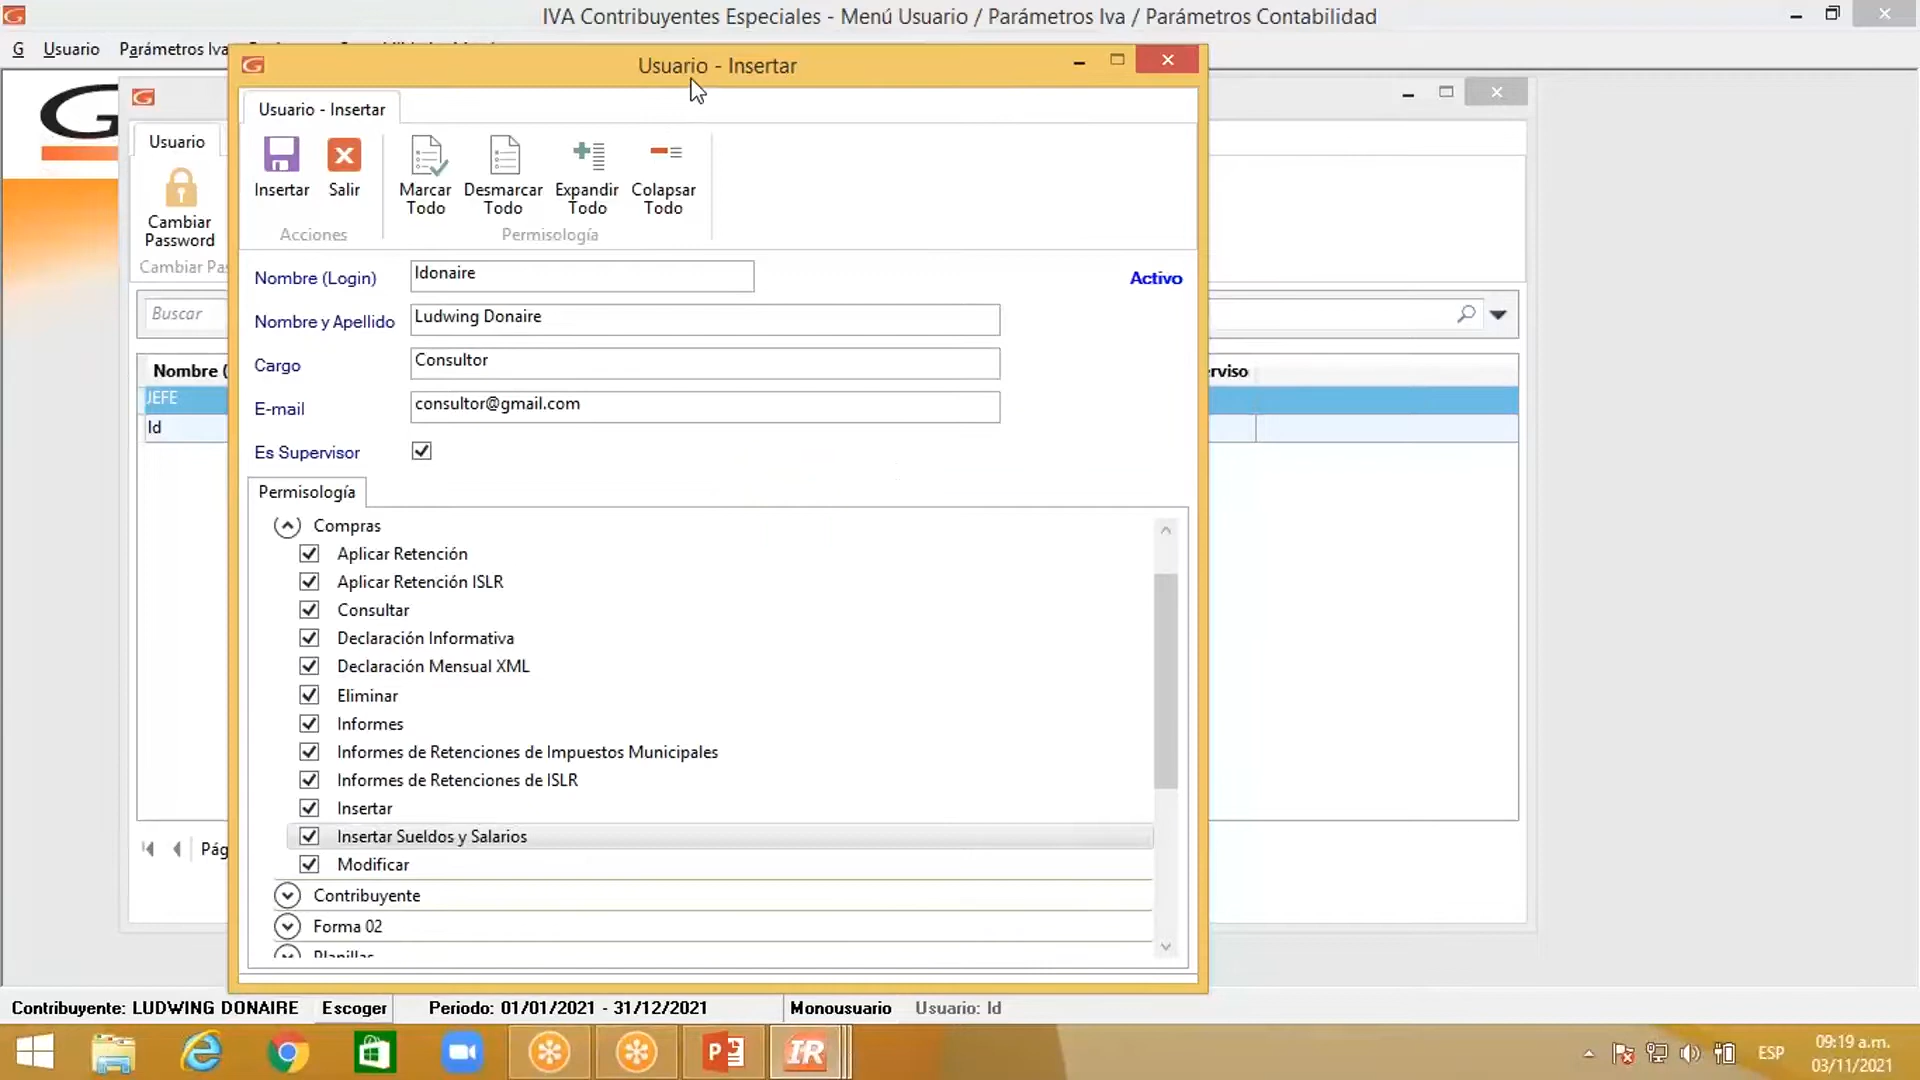 IVA Contribuyentes Especiales - Menú Usuario / Parámetros Iva / Parámetros Contabilidad
G Usuario Parámetros Iva
Usuario - Insertar
Usuario - Insertar
Usuario
Insertar
Salir
Marcar Todo
Desmarcar Todo
Expandir Todo
Colapsar Todo
Acciones
Permisología
Cambiar Password
Cambiar
Nombre (Login) ldonaire
Activo
Nombre y Apellido Ludwing Donaire
Cargo Consultor
E-mail consultor@gmail.com
Es Supervisor
Buscar
Nombre (
JEFE
ld
Permisología
Compras
Aplicar Retención
Aplicar Retención ISLR
Consultar
Declaración Informativa
Declaración Mensual XML
Eliminar
Informes
Informes de Retenciones de Impuestos Municipales
Informes de Retenciones de ISLR
Insertar
Insertar Sueldos y Salarios
Modificar
Contribuyente
Forma 02
Planillas
Contribuyente: LUDWING DONAIRE Escoger Periodo: 01/01/2021 - 31/12/2021 Monousuario Usuario: ld
ESP
09:19 a.m.
03/11/2021